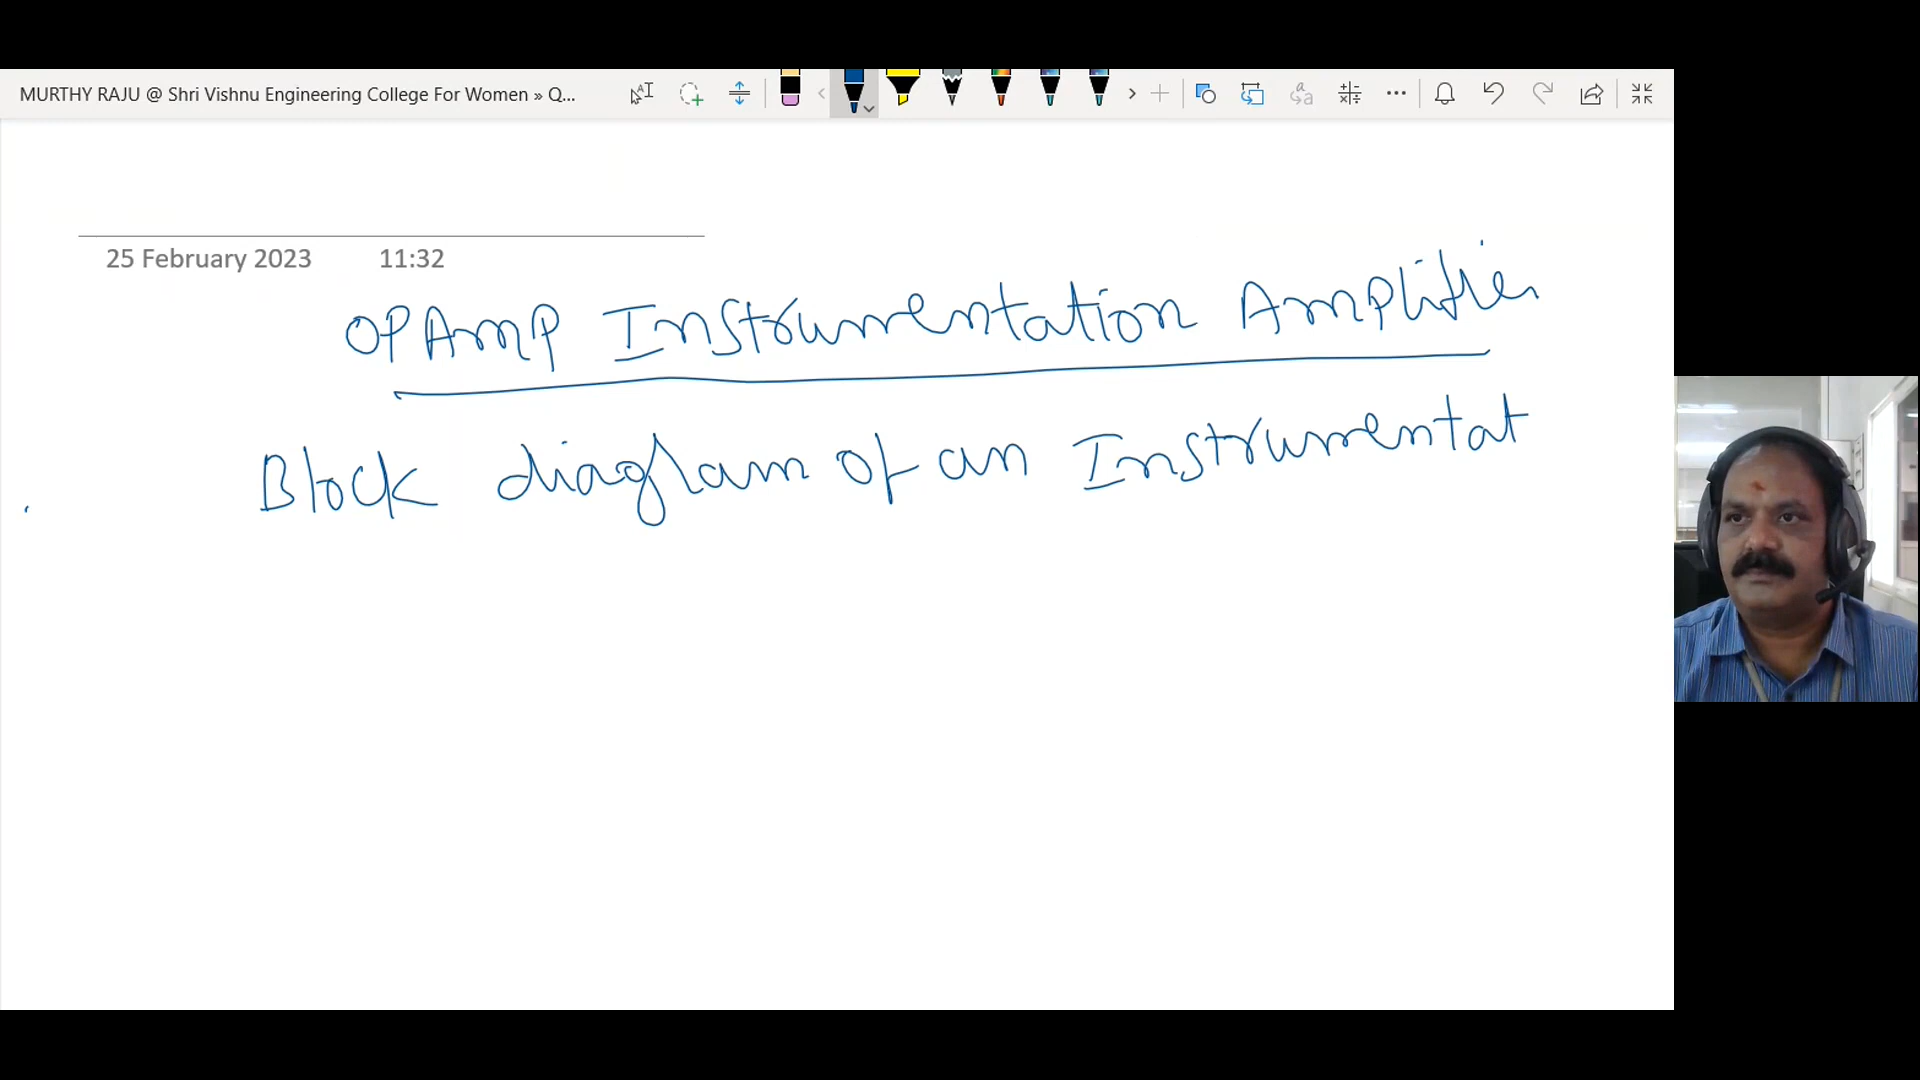 MURTHY RAJU @ Shri Vishnu Engineering College For Women » Q...
25 February 2023 11:32
OPAmp Instrumentation Amplifier
Block diagram of an Instrumentat